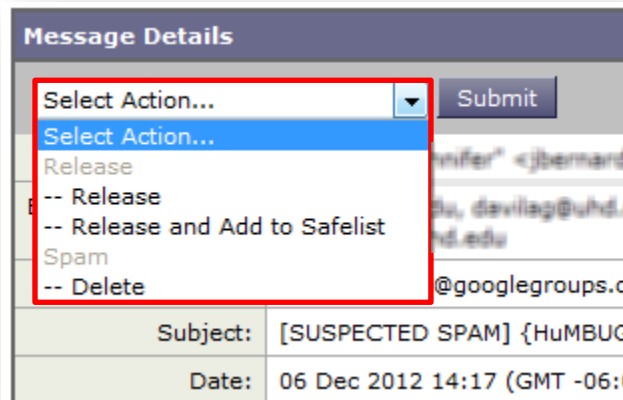 Message Details
Select Action...
Submit
Select Action...
Release
-- Release
-- Release and Add to Safelist
Spam
-- Delete
@googlegroups.c
Subject: [SUSPECTED SPAM] {HuMBUG
Date: 06 Dec 2012 14:17 (GMT -06: